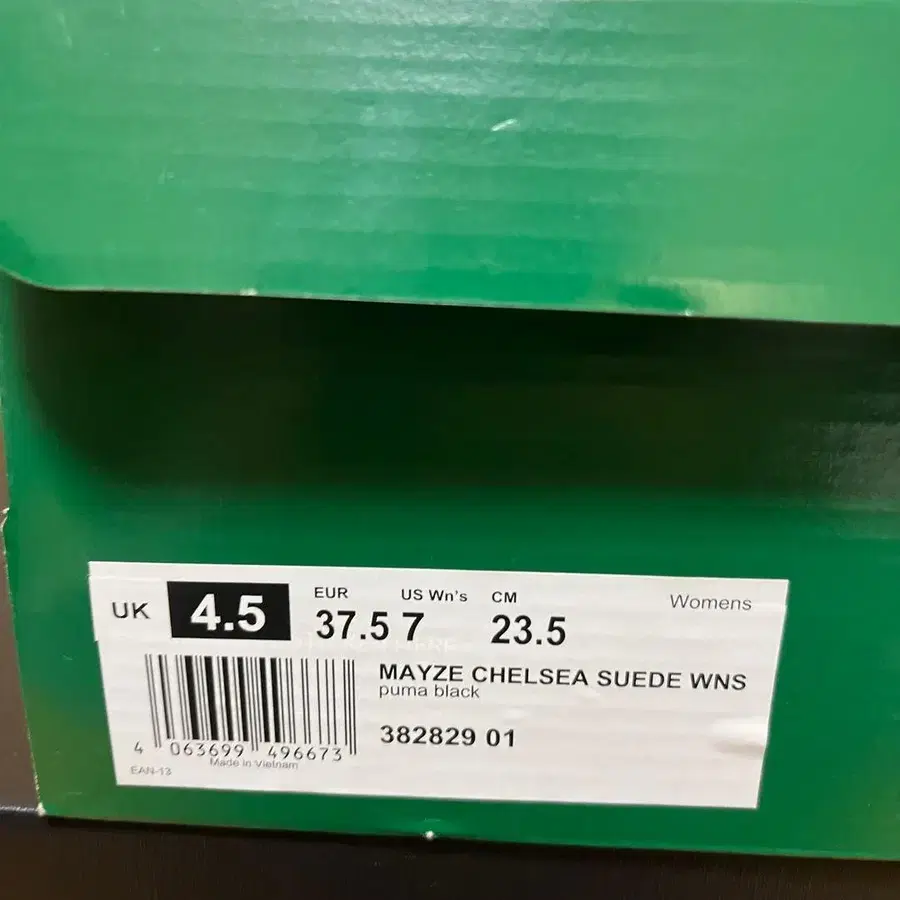 UK 4.5 EUR 37.5 US Wn's 7 CM 23.5 Womens
MAYZE CHELSEA SUEDE WNS
puma black
382829 01
4 063699 496673
Made in Vietnam
EAN-13